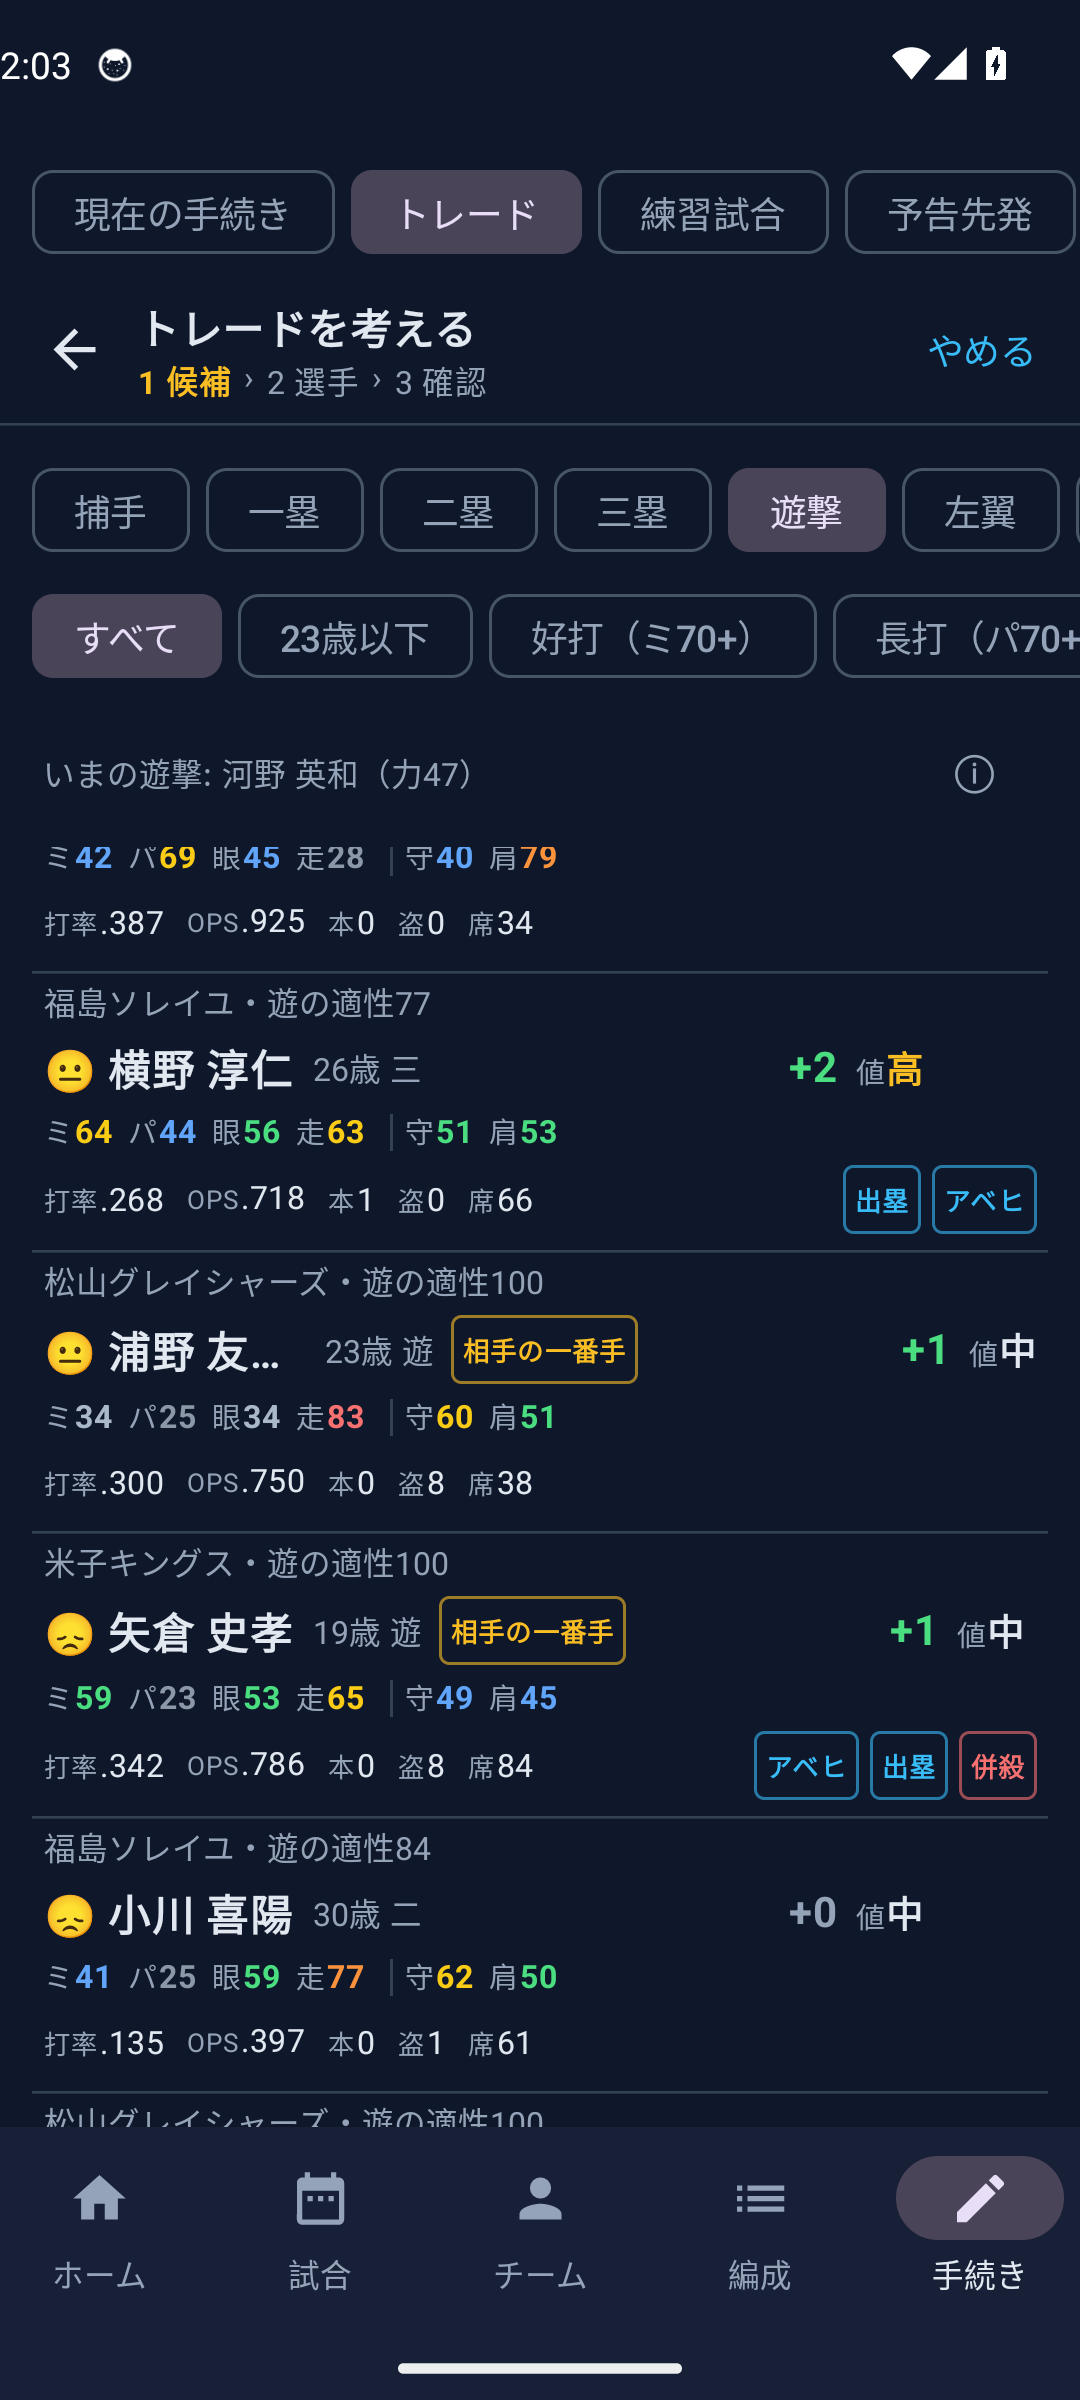 2:03
現在の手続き トレード 練習試合 予告先発
トレードを考える
1 候補 › 2 選手 › 3 確認
やめる
捕手 一塁 二塁 三塁 遊撃 左翼
すべて 23歳以下 好打（ミ70+） 長打（パ70+
いまの遊撃: 河野 英和（力47）
ミ42 パ69 眼45 走28 守40 肩79
打率.387 OPS.925 本0 盗0 席34
福島ソレイユ・遊の適性77
横野 淳仁 26歳 三 +2 値高
ミ64 パ44 眼56 走63 守51 肩53
打率.268 OPS.718 本1 盗0 席66 出塁 アベヒ
松山グレイシャーズ・遊の適性100
浦野 友... 23歳 遊 相手の一番手 +1 値中
ミ34 パ25 眼34 走83 守60 肩51
打率.300 OPS.750 本0 盗8 席38
米子キングス・遊の適性100
矢倉 史孝 19歳 遊 相手の一番手 +1 値中
ミ59 パ23 眼53 走65 守49 肩45
打率.342 OPS.786 本0 盗8 席84 アベヒ 出塁 併殺
福島ソレイユ・遊の適性84
小川 喜陽 30歳 二 +0 値中
ミ41 パ25 眼59 走77 守62 肩50
打率.135 OPS.397 本0 盗1 席61
松山グレイシャーズ・遊の適性100
ホーム 試合 チーム 編成 手続き